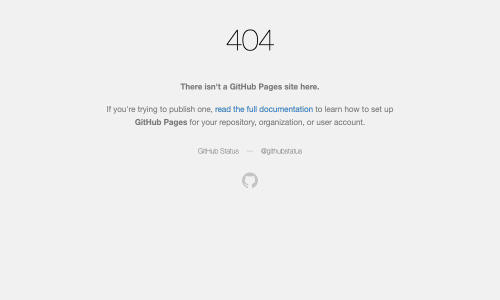 404
There isn't a GitHub Pages site here.
If you're trying to publish one, read the full documentation to learn how to set up
GitHub Pages for your repository, organization, or user account.
GitHub Status — @githubstatus